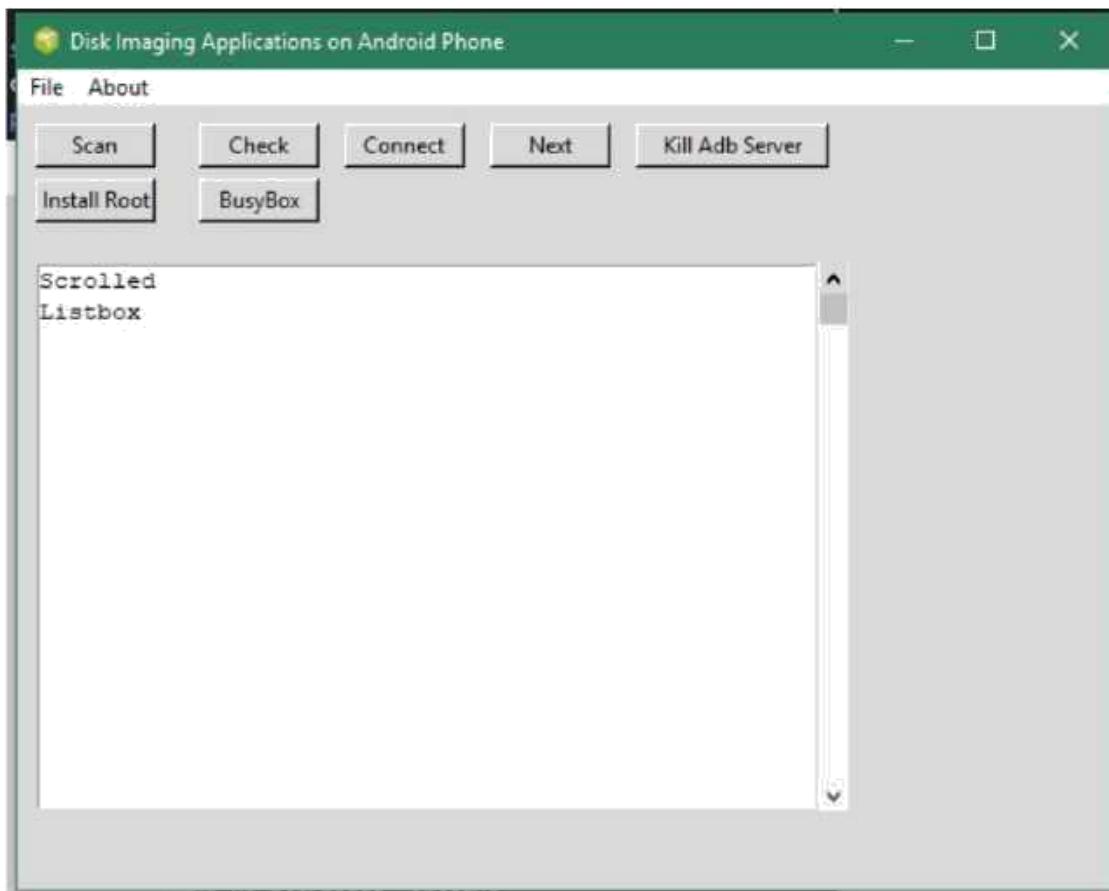 Disk Imaging Applications on Android Phone
File About
Scan Check Connect Next Kill Adb Server
Install Root BusyBox
Scrolled
Listbox